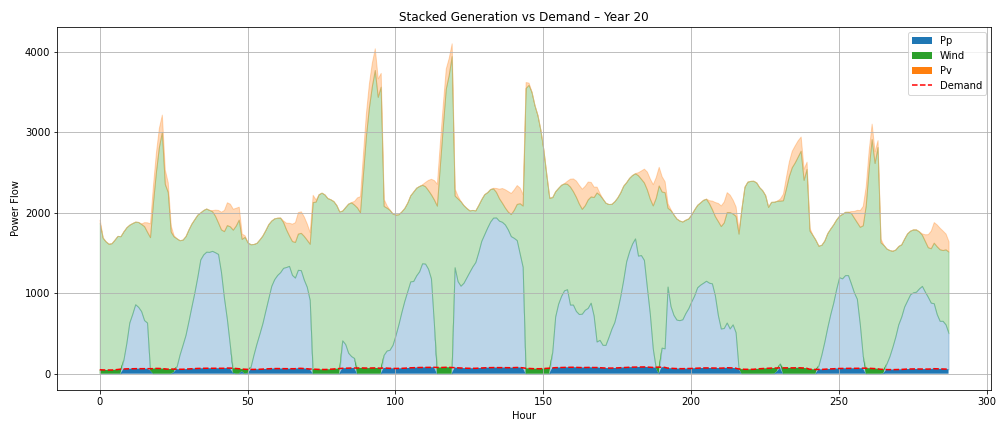 Stacked Generation vs Demand – Year 20
Pp
Wind
Pv
Demand
Power Flow
4000
3000
2000
1000
0
0 50 100 150 200 250 300
Hour